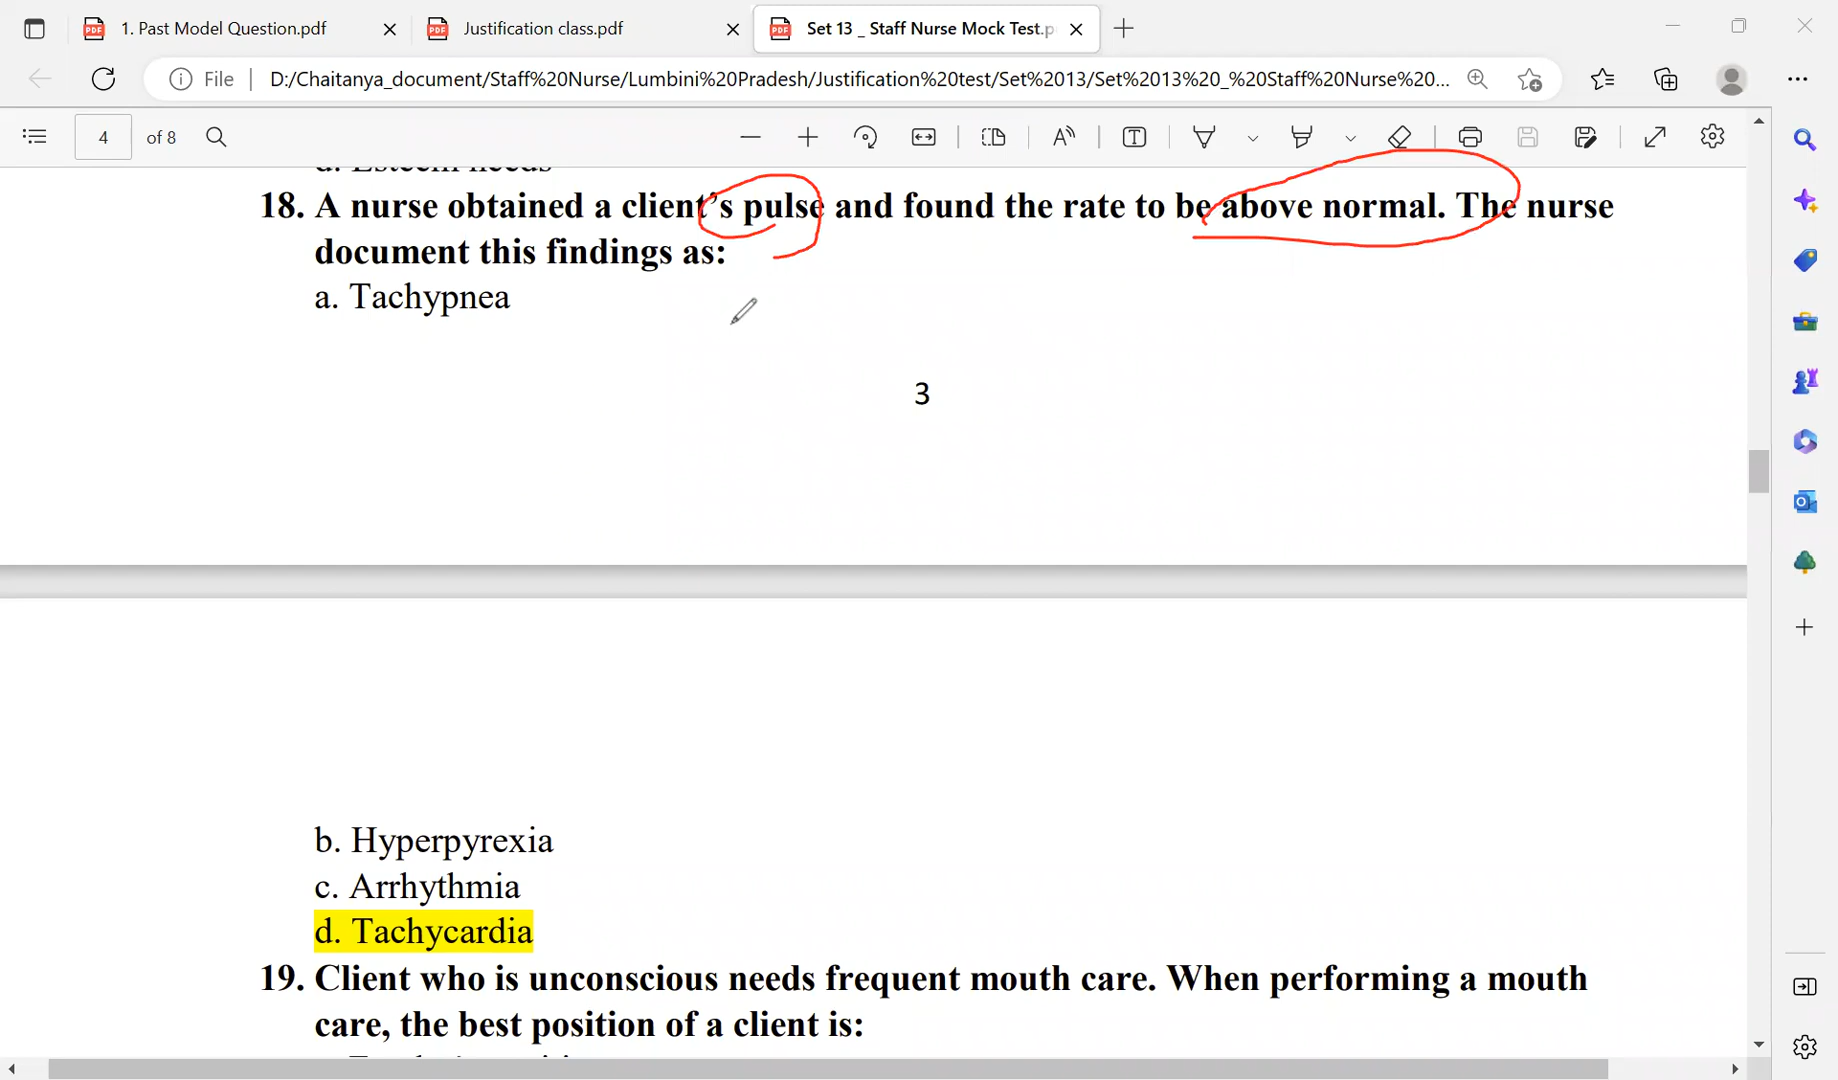 1. Past Model Question.pdf
Justification class.pdf
Set 13 _ Staff Nurse Mock Test.p
File
D:/Chaitanya_document/Staff%20Nurse/Lumbini%20Pradesh/Justification%20test/Set%2013/Set%2013%20_%20Staff%20Nurse%20...
4 of 8
18. A nurse obtained a client's pulse and found the rate to be above normal. The nurse
document this findings as:
a. Tachypnea
3
b. Hyperpyrexia
c. Arrhythmia
d. Tachycardia
19. Client who is unconscious needs frequent mouth care. When performing a mouth
care, the best position of a client is: